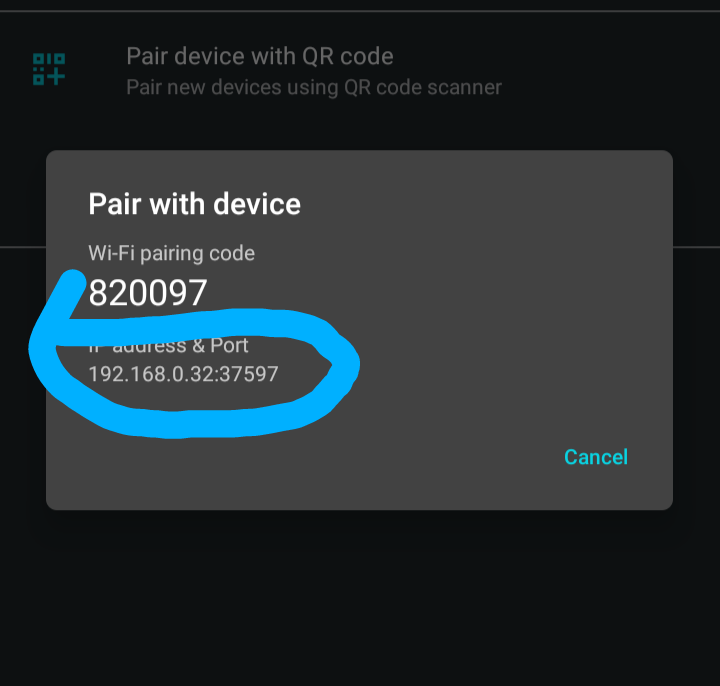 Pair device with QR code
Pair new devices using QR code scanner
Pair with device
Wi-Fi pairing code
820097
IP address & Port
192.168.0.32:37597
Cancel